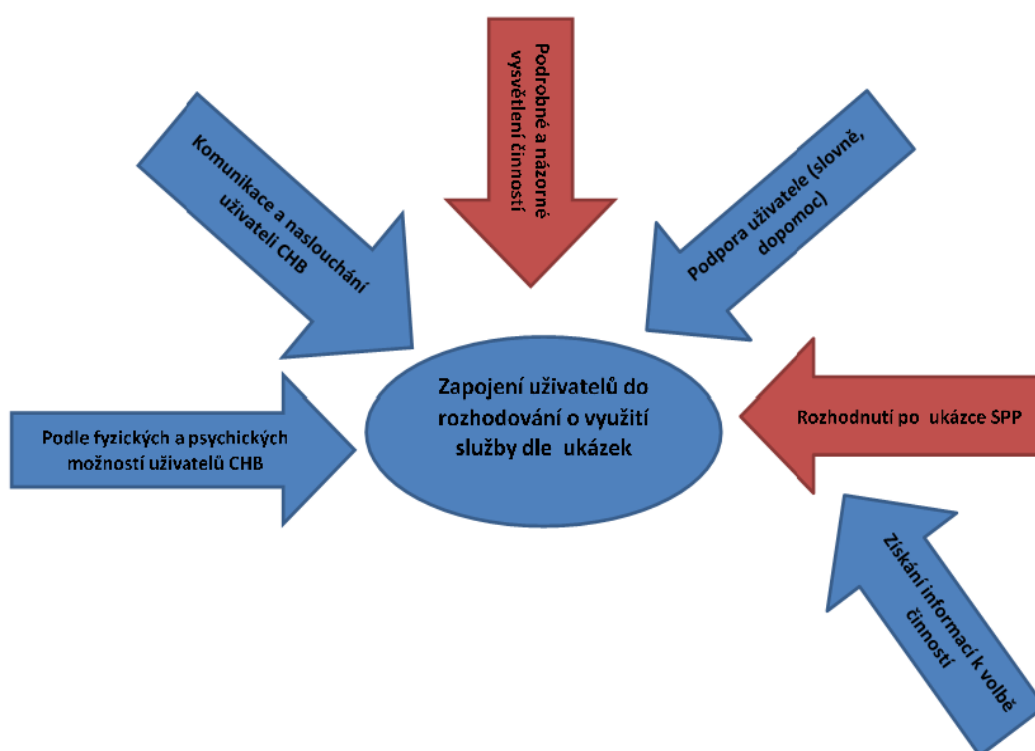 Podrobné a názorné
vysvětlení činností
Komunikace a naslouchání
uživateli CHB
Podpora uživatele (slovně,
dopomoc)
Zapojení uživatelů do
rozhodování o využití
služby dle ukázek
Podle fyzických a psychických
možností uživatelů CHB
Rozhodnutí po ukázce SPP
Získání informací k volbě
činností